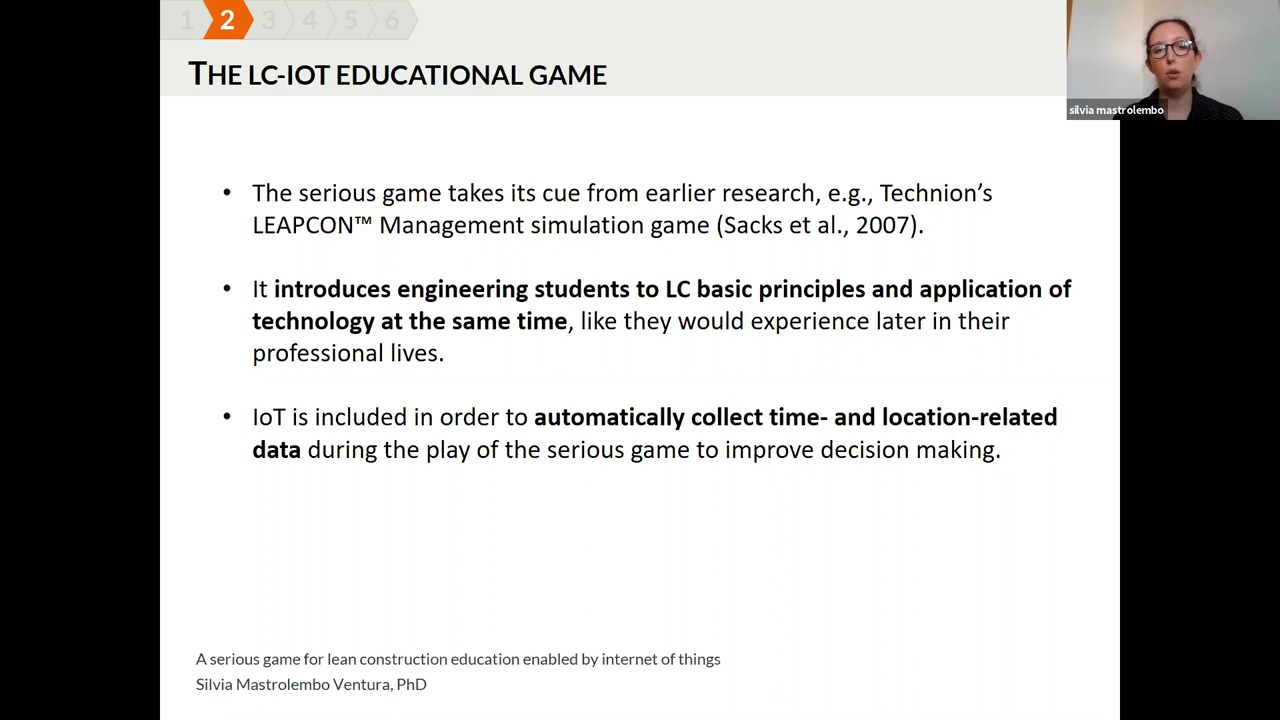 1 2 3 4 5 6
THE LC-IOT EDUCATIONAL GAME
silvia mastrolembo
• The serious game takes its cue from earlier research, e.g., Technion’s
LEAPCON™ Management simulation game (Sacks et al., 2007).
• It introduces engineering students to LC basic principles and application of
technology at the same time, like they would experience later in their
professional lives.
• IoT is included in order to automatically collect time- and location-related
data during the play of the serious game to improve decision making.
A serious game for lean construction education enabled by internet of things
Silvia Mastrolembo Ventura, PhD